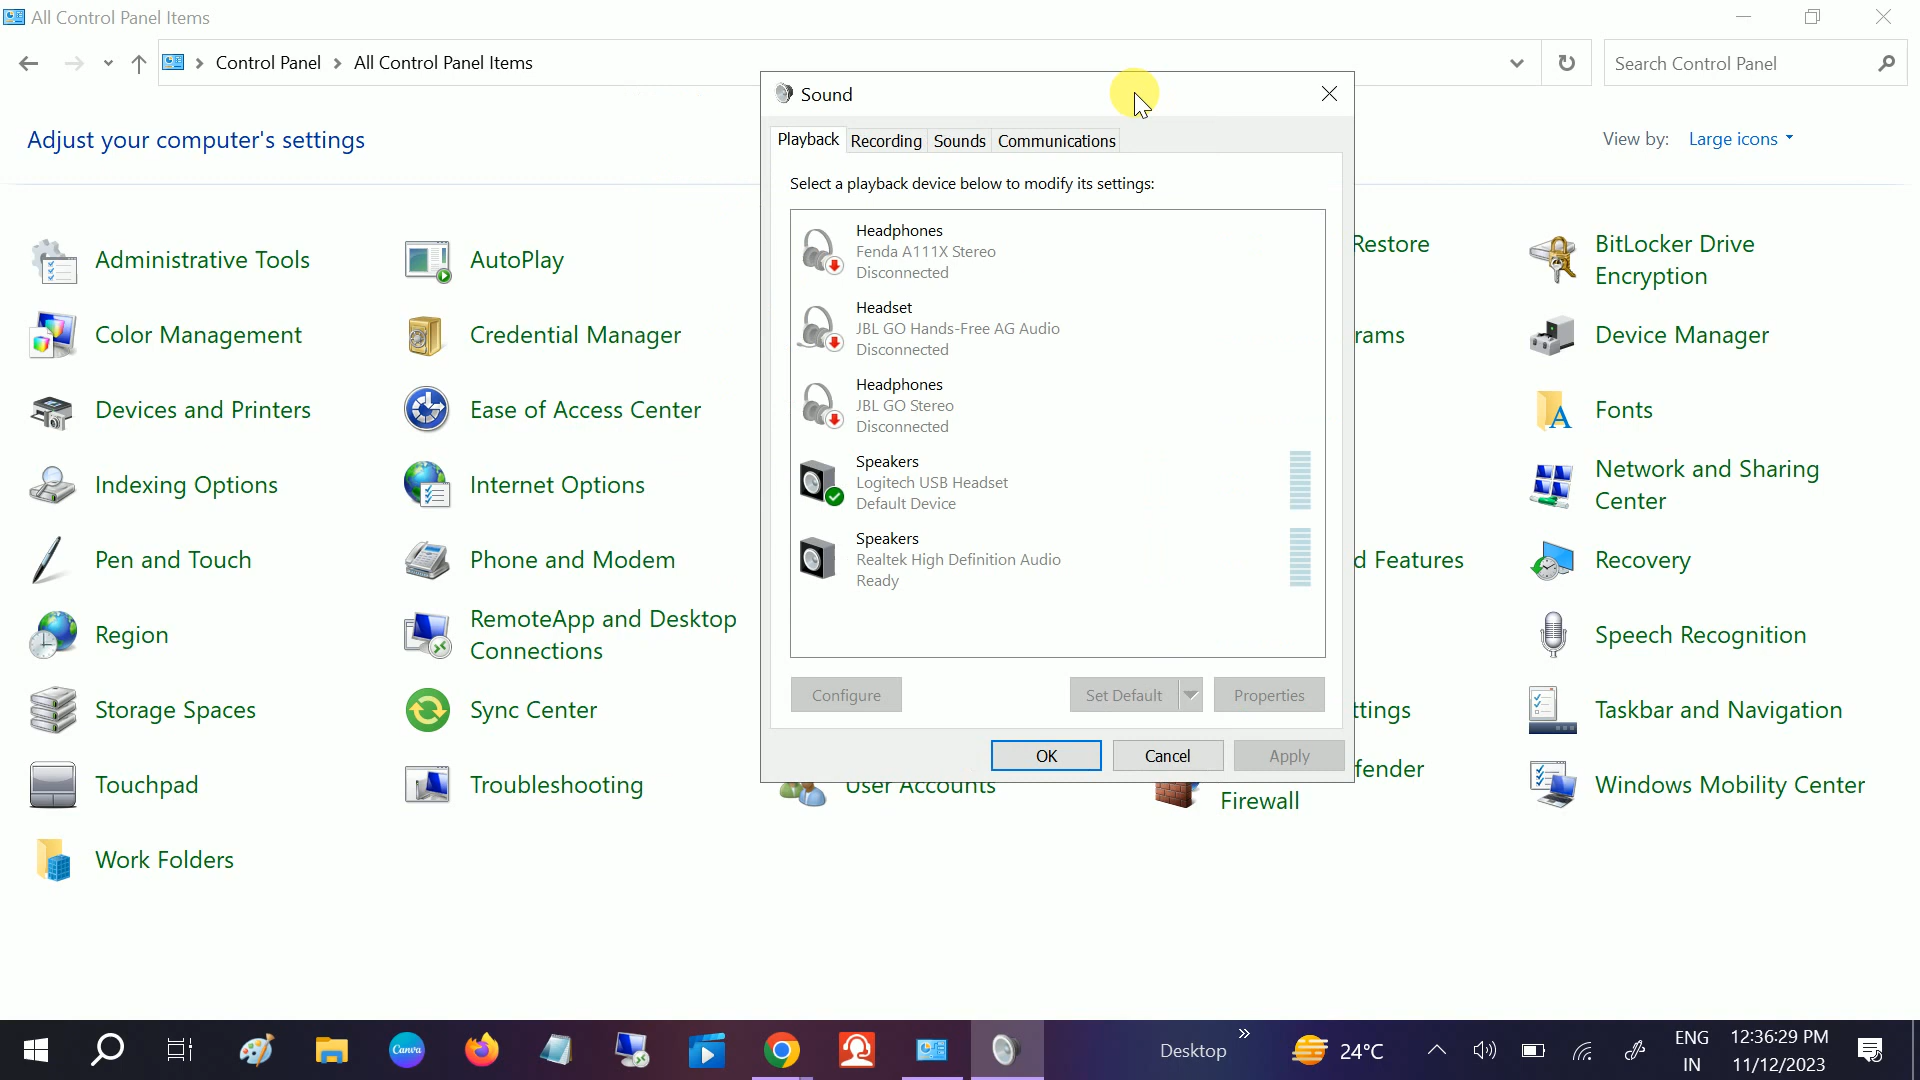 All Control Panel Items
Control Panel > All Control Panel Items
Search Control Panel
Adjust your computer's settings
View by: Large icons
Administrative Tools
AutoPlay
Restore
BitLocker Drive
Encryption
Color Management
Credential Manager
rams
Device Manager
Devices and Printers
Ease of Access Center
Fonts
Indexing Options
Internet Options
Network and Sharing
Center
Pen and Touch
Phone and Modem
d Features
Recovery
Region
RemoteApp and Desktop
Connections
Speech Recognition
Storage Spaces
Sync Center
ttings
Taskbar and Navigation
Touchpad
Troubleshooting
User Accounts
fender
Firewall
Windows Mobility Center
Work Folders
Sound
Playback Recording Sounds Communications
Select a playback device below to modify its settings:
Headphones
Fenda A111X Stereo
Disconnected
Headset
JBL GO Hands-Free AG Audio
Disconnected
Headphones
JBL GO Stereo
Disconnected
Speakers
Logitech USB Headset
Default Device
Speakers
Realtek High Definition Audio
Ready
Configure
Set Default
Properties
OK
Cancel
Apply
Canva
Desktop
24°C
ENG
IN
12:36:29 PM
11/12/2023